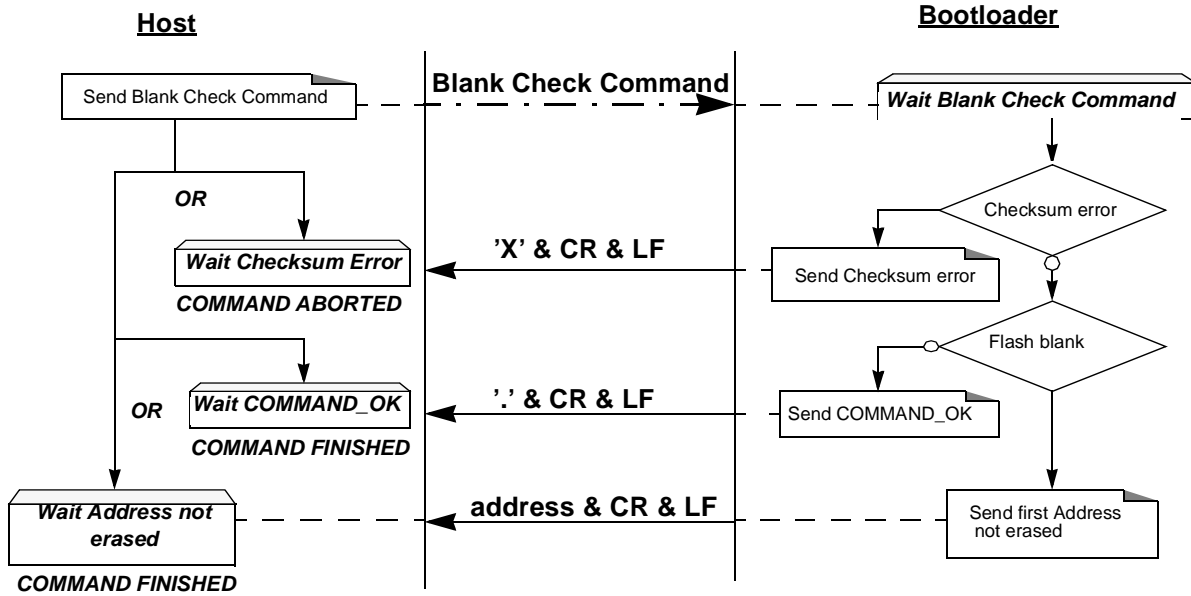 Host
Bootloader
Send Blank Check Command
Blank Check Command
Wait Blank Check Command
OR
Checksum error
Wait Checksum Error
'X' & CR & LF
Send Checksum error
COMMAND ABORTED
Flash blank
OR
Wait COMMAND_OK
'.' & CR & LF
Send COMMAND_OK
COMMAND FINISHED
Wait Address not
erased
address & CR & LF
Send first Address
not erased
COMMAND FINISHED